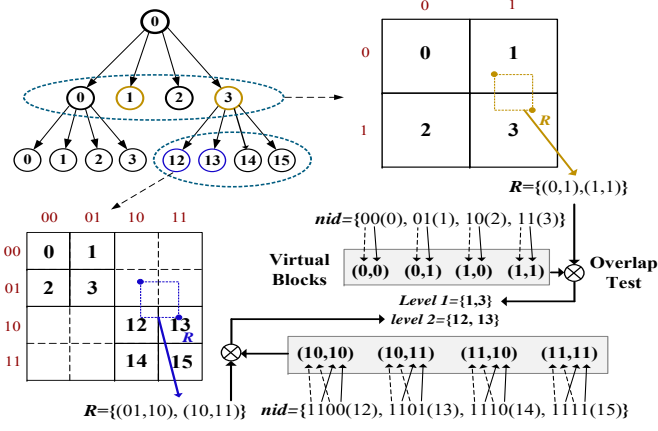 0
0 1 2 3
0 1 2 3 12 13 14 15
0 1
0 0 1
1 2 3
R
R={(0,1),(1,1)}
nid={00(0), 01(1), 10(2), 11(3)}
Virtual Blocks
(0,0) (0,1) (1,0) (1,1)
Overlap Test
Level 1={1,3}
level 2={12, 13}
00 01 10 11
00 0 1
01 2 3
10 12 13
R
11 14 15
(10,10) (10,11) (11,10) (11,11)
R={(01,10), (10,11)}
nid={1100(12), 1101(13), 1110(14), 1111(15)}